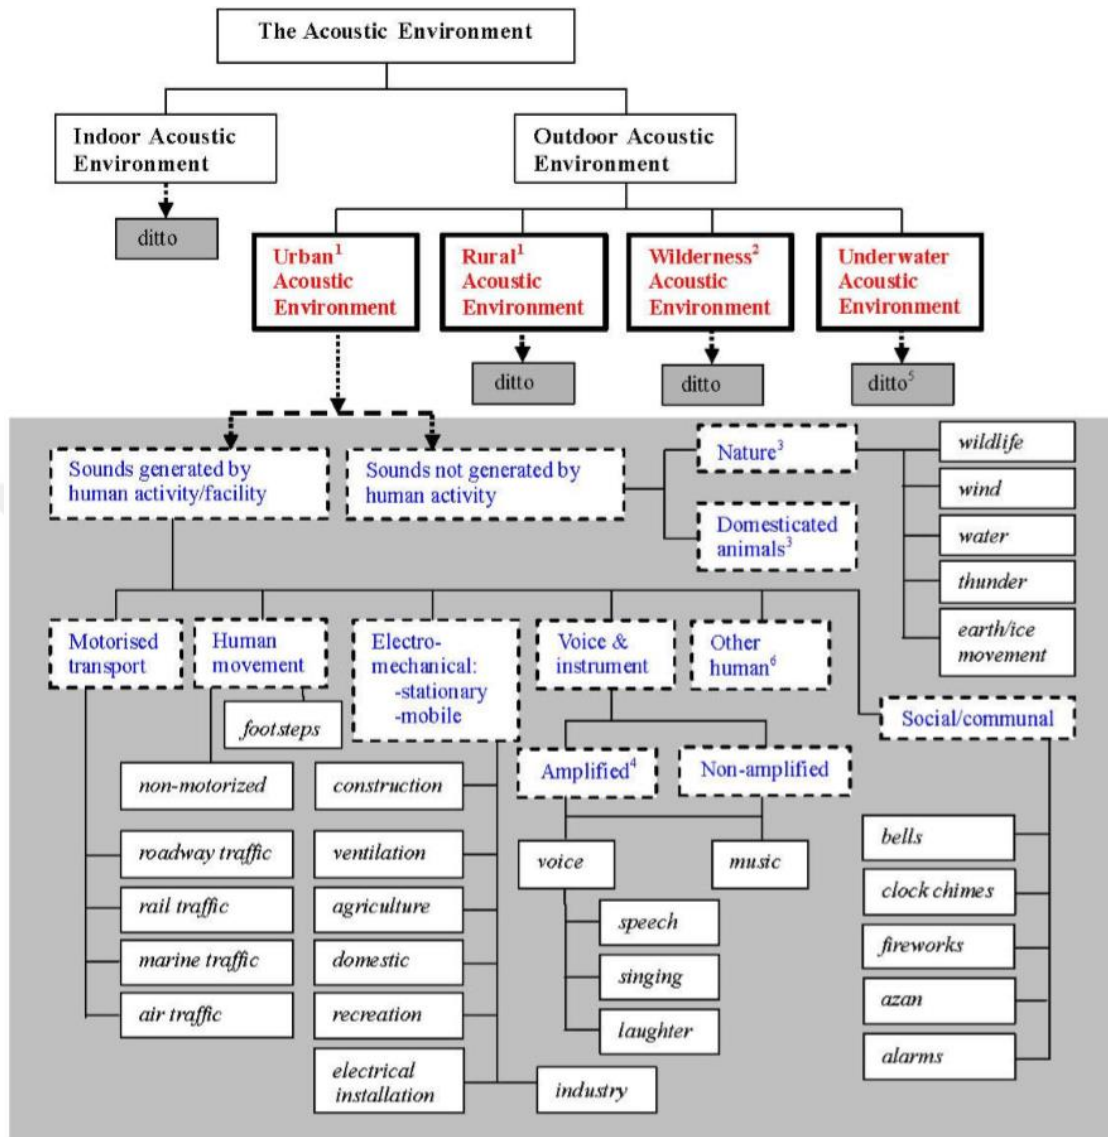 The Acoustic Environment
Indoor Acoustic
Environment
Outdoor Acoustic
Environment
ditto
Urban¹
Acoustic
Environment
Rural¹
Acoustic
Environment
Wilderness²
Acoustic
Environment
Underwater
Acoustic
Environment
ditto
ditto
ditto⁵
Sounds generated by
human activity/facility
Sounds not generated by
human activity
Nature³
Domesticated
animals³
wildlife
wind
water
thunder
earth/ice
movement
Motorised
transport
Human
movement
Electro-
mechanical:
-stationary
-mobile
Voice &
instrument
Other
human⁶
Social/communal
footsteps
non-motorized
roadway traffic
rail traffic
marine traffic
air traffic
construction
ventilation
agriculture
domestic
recreation
electrical
installation
industry
Amplified⁴
Non-amplified
voice
music
speech
singing
laughter
bells
clock chimes
fireworks
azan
alarms